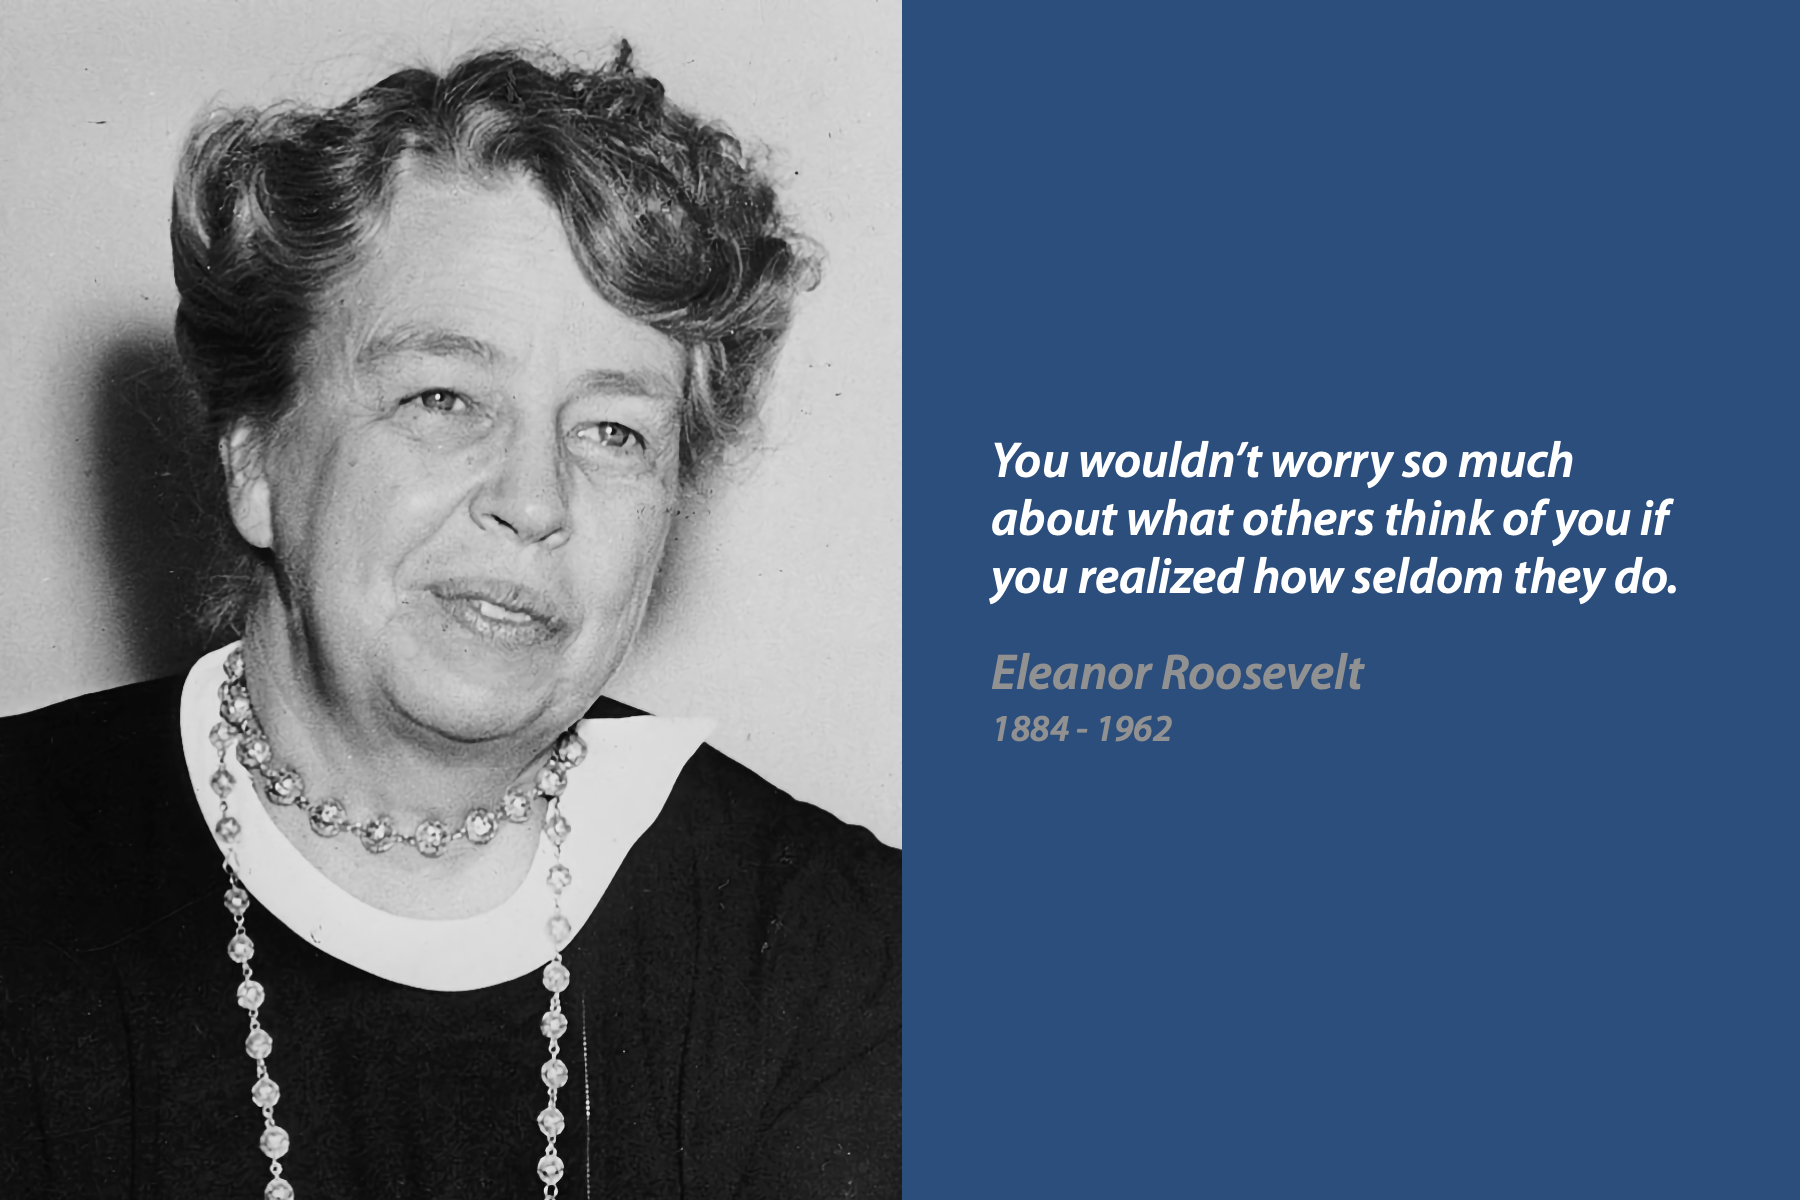 You wouldn’t worry so much
about what others think of you if
you realized how seldom they do.
Eleanor Roosevelt
1884 - 1962